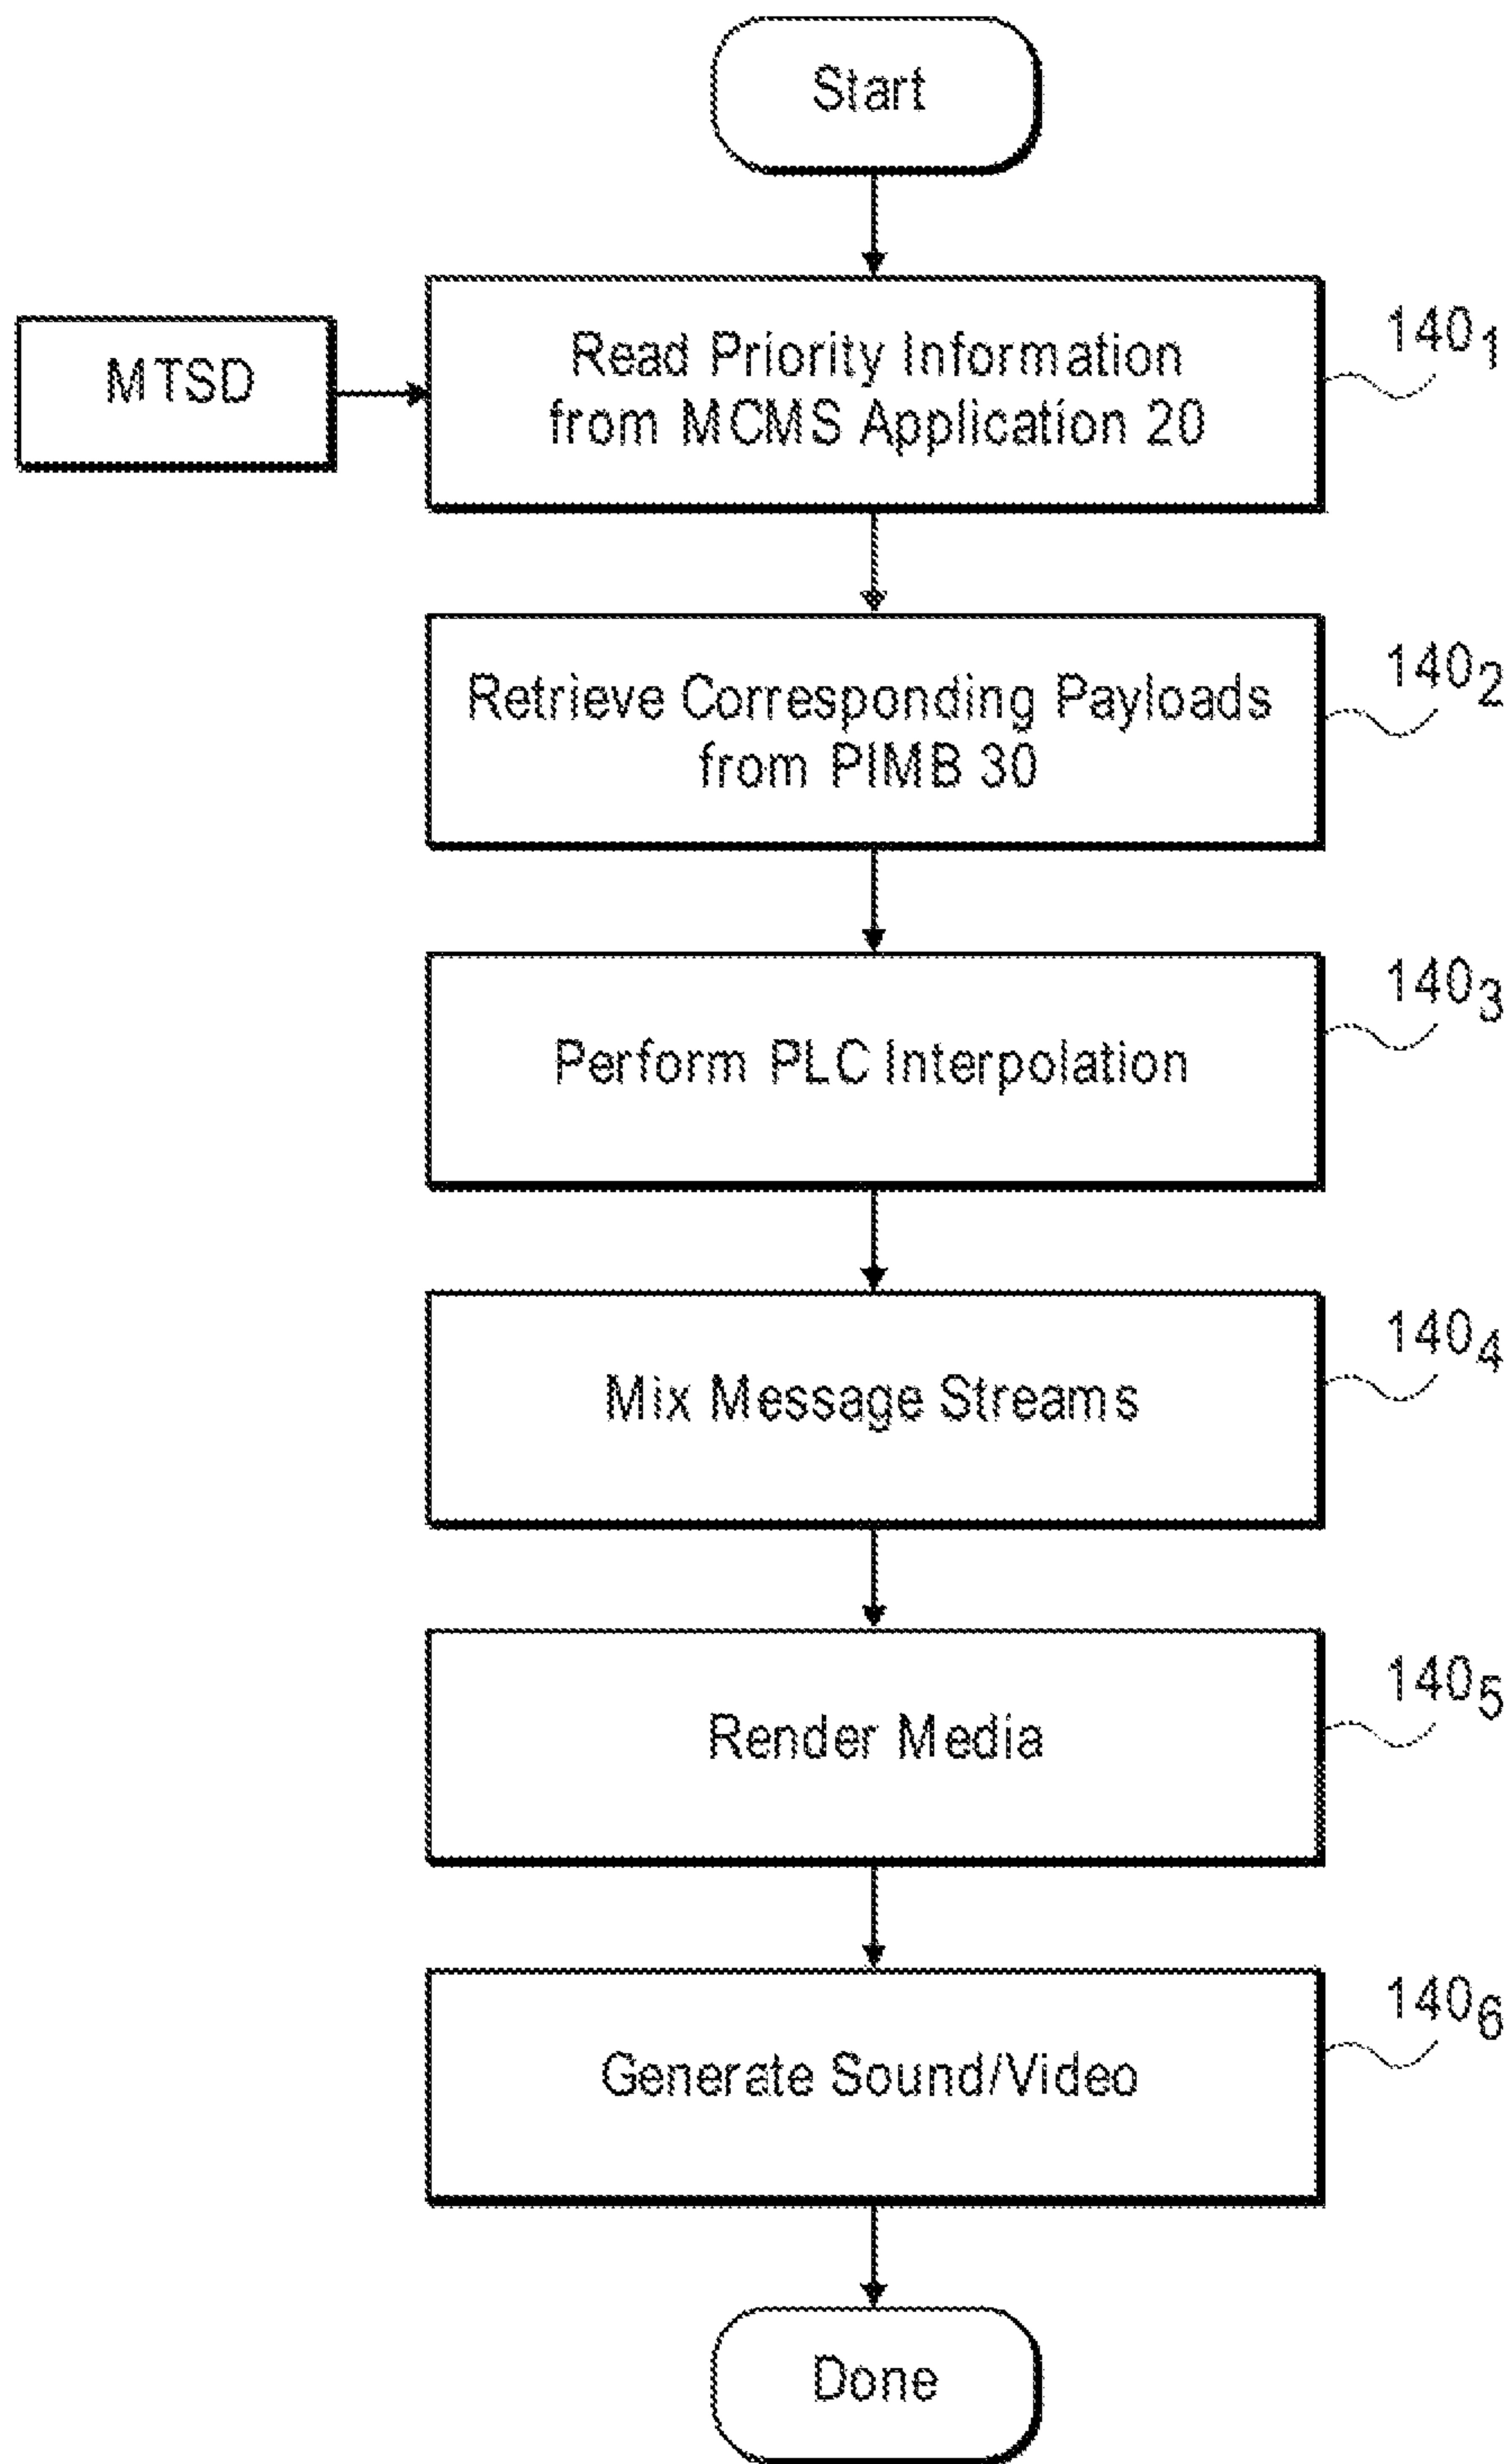 Start
MTSD
Read Priority Information
from MCMS Application 20
140₁
Retrieve Corresponding Payloads
from PIMB 30
140₂
Perform PLC Interpolation
140₃
Mix Message Streams
140₄
Render Media
140₅
Generate Sound/Video
140₆
Done